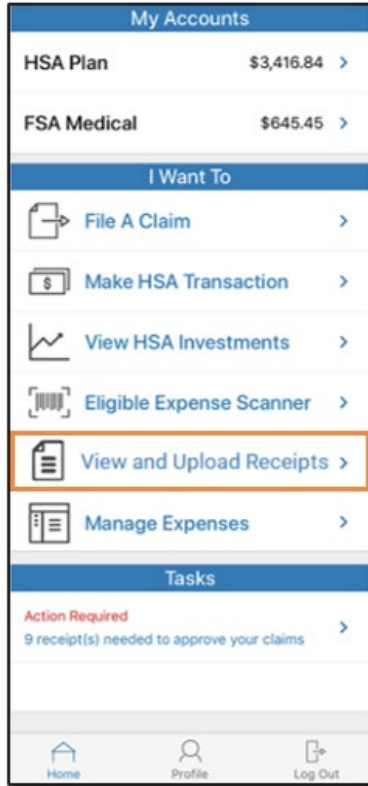 My Accounts
HSA Plan $3,416.84 >
FSA Medical $645.45 >
I Want To
File A Claim >
$ Make HSA Transaction >
View HSA Investments >
Eligible Expense Scanner >
View and Upload Receipts >
Manage Expenses >
Tasks
Action Required
9 receipt(s) needed to approve your claims >
Home Profile Log Out